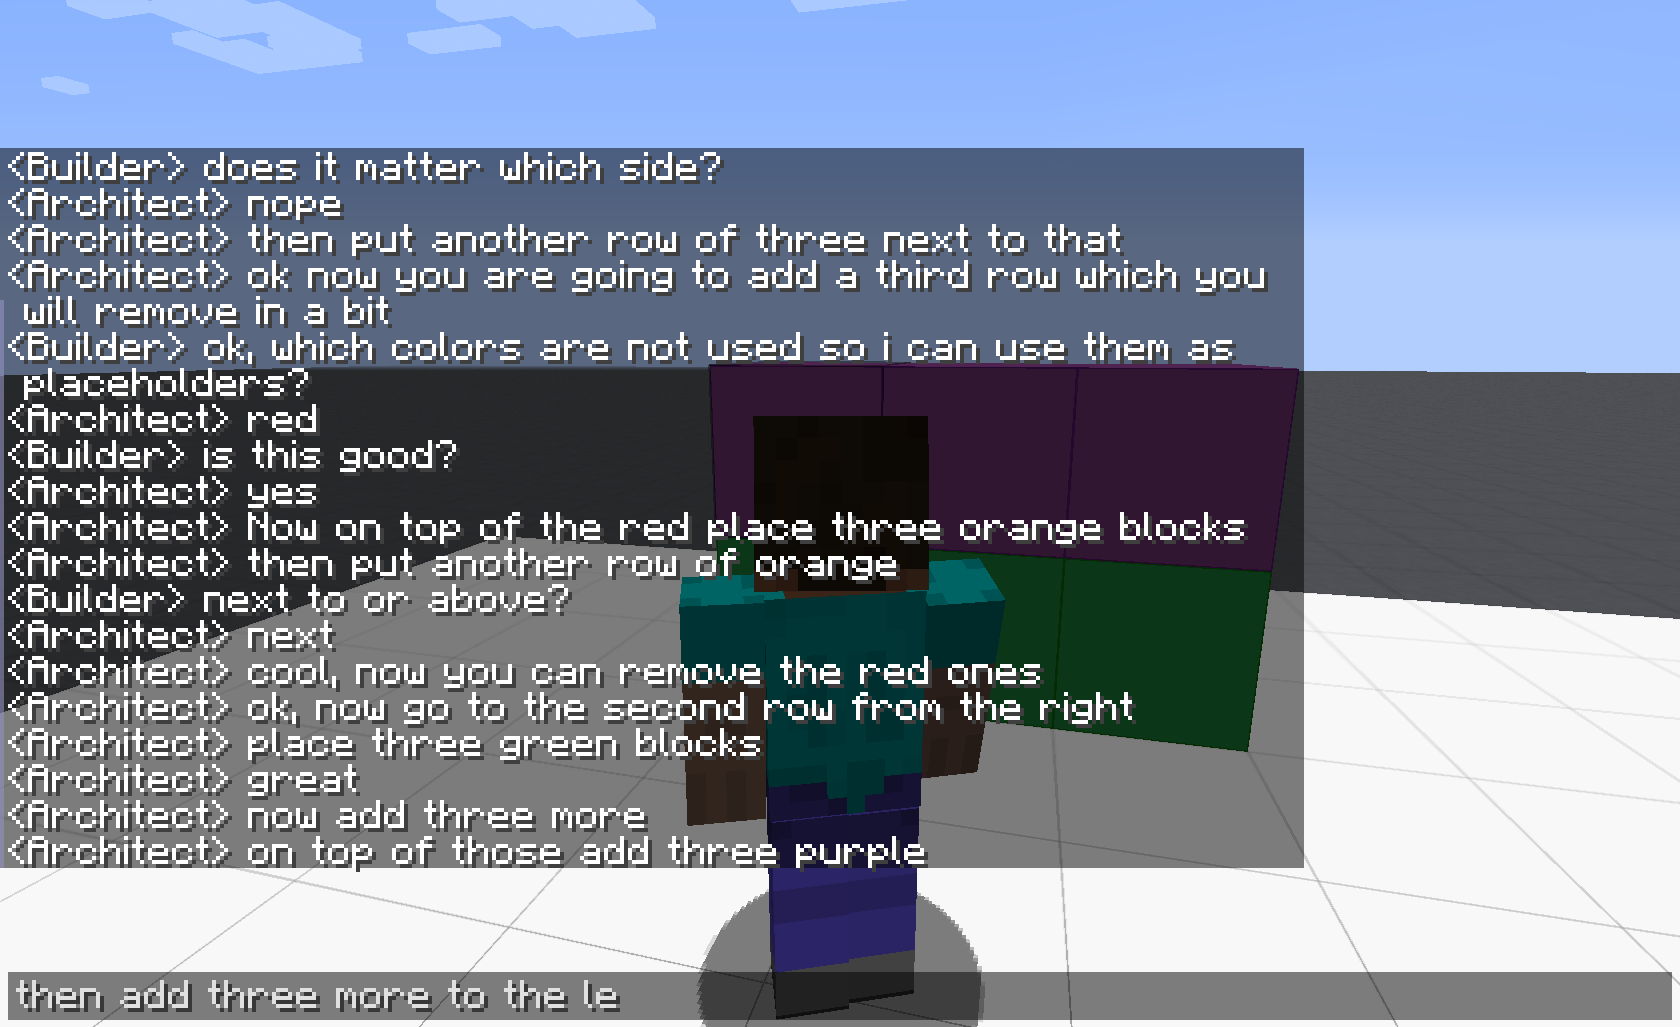 <Builder> does it matter which side?
<Architect> nope
<Architect> then put another row of three next to that
<Architect> ok now you are going to add a third row which you
will remove in a bit
<Builder> ok, which colors are not used so i can use them as
placeholders?
<Architect> red
<Builder> is this good?
<Architect> yes
<Architect> Now on top of the red place three orange blocks
<Architect> then put another row of orange
<Builder> next to or above?
<Architect> next
<Architect> cool, now you can remove the red ones
<Architect> ok, now go to the second row from the right
<Architect> place three green blocks
<Architect> great
<Architect> now add three more
<Architect> on top of those add three purple
then add three more to the le